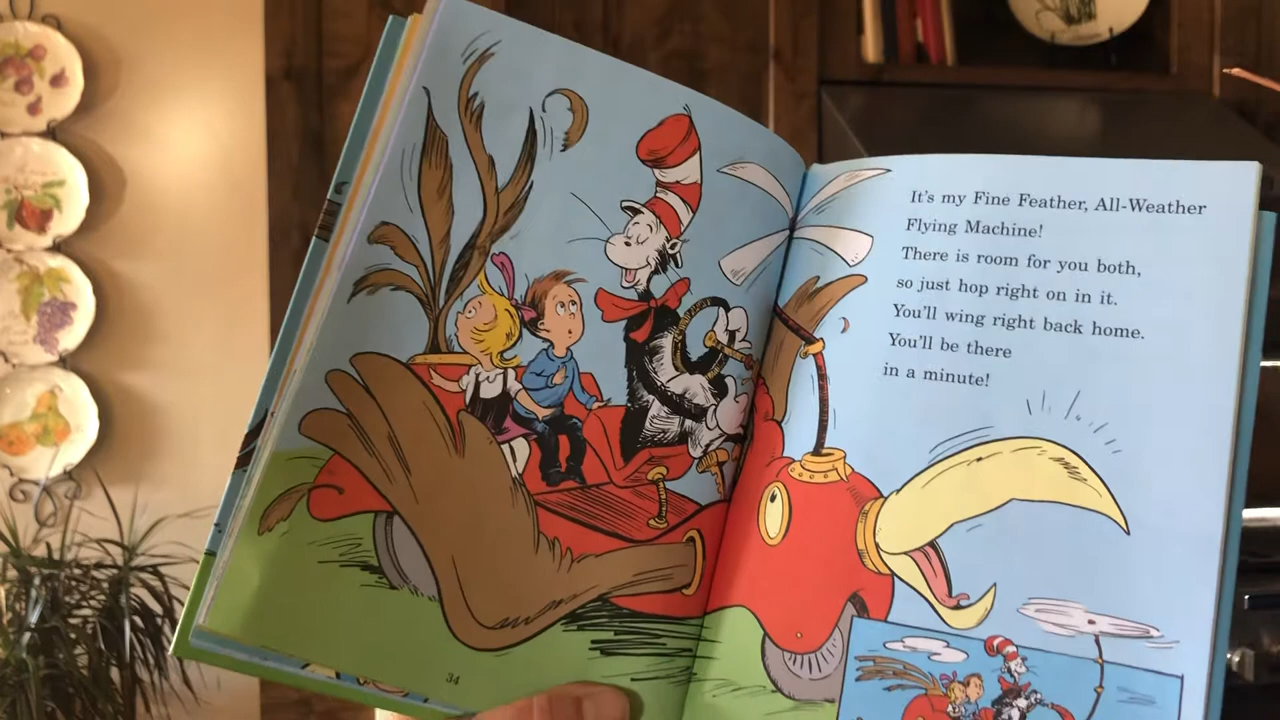 It's my Fine Feather, All-Weather
Flying Machine!
There is room for you both,
so just hop right on in it.
You'll wing right back home.
You'll be there
in a minute!
34